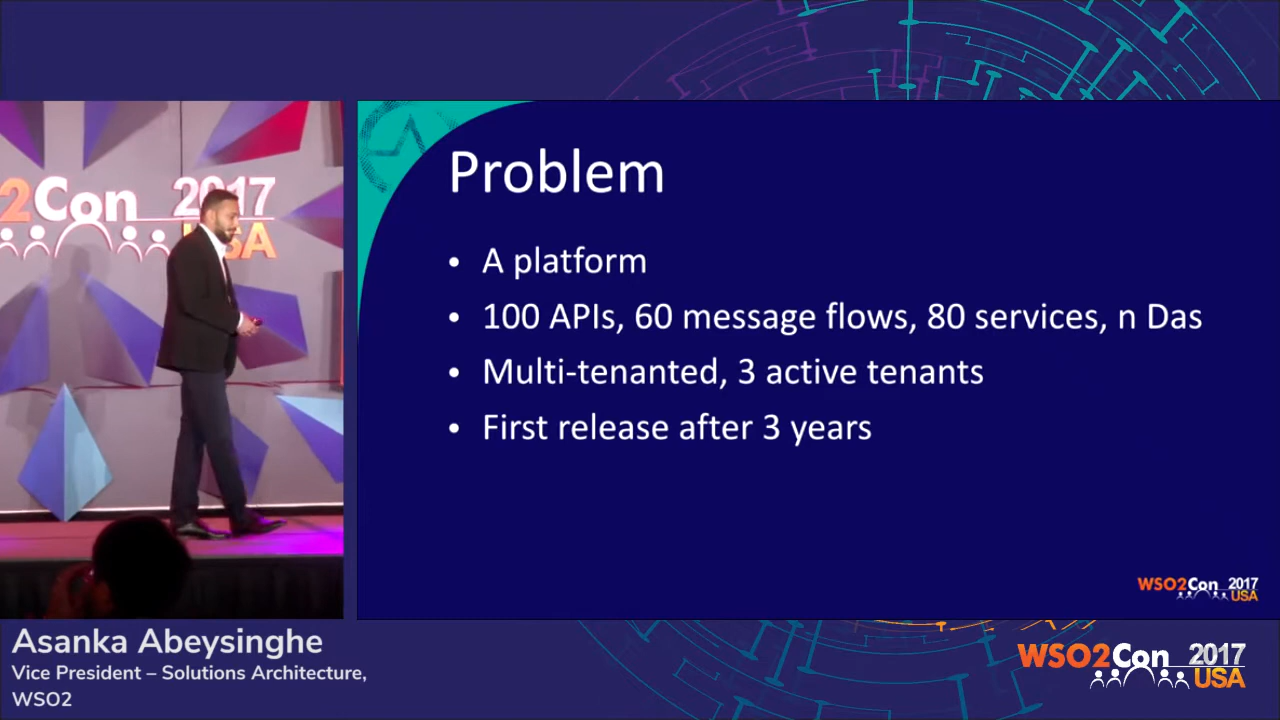 2Con 2017
USA
Problem
• A platform
• 100 APIs, 60 message flows, 80 services, n Das
• Multi-tenanted, 3 active tenants
• First release after 3 years
WSO2Con 2017
USA
Asanka Abeysinghe
Vice President – Solutions Architecture,
WSO2
WSO2Con 2017
USA